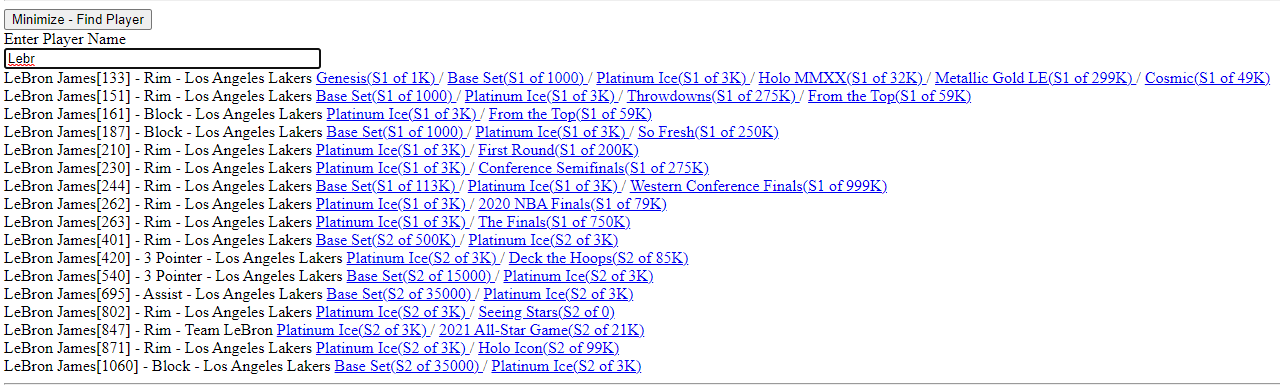 Minimize - Find Player
Enter Player Name
Lebr
LeBron James[133] - Rim - Los Angeles Lakers Genesis(S1 of 1K) / Base Set(S1 of 1000) / Platinum Ice(S1 of 3K) / Holo MMXX(S1 of 32K) / Metallic Gold LE(S1 of 299K) / Cosmic(S1 of 49K)
LeBron James[151] - Rim - Los Angeles Lakers Base Set(S1 of 1000) / Platinum Ice(S1 of 3K) / Throwdowns(S1 of 275K) / From the Top(S1 of 59K)
LeBron James[161] - Block - Los Angeles Lakers Platinum Ice(S1 of 3K) / From the Top(S1 of 59K)
LeBron James[187] - Block - Los Angeles Lakers Base Set(S1 of 1000) / Platinum Ice(S1 of 3K) / So Fresh(S1 of 250K)
LeBron James[210] - Rim - Los Angeles Lakers Platinum Ice(S1 of 3K) / First Round(S1 of 200K)
LeBron James[230] - Rim - Los Angeles Lakers Platinum Ice(S1 of 3K) / Conference Semifinals(S1 of 275K)
LeBron James[244] - Rim - Los Angeles Lakers Base Set(S1 of 113K) / Platinum Ice(S1 of 3K) / Western Conference Finals(S1 of 999K)
LeBron James[262] - Rim - Los Angeles Lakers Platinum Ice(S1 of 3K) / 2020 NBA Finals(S1 of 79K)
LeBron James[263] - Rim - Los Angeles Lakers Platinum Ice(S1 of 3K) / The Finals(S1 of 750K)
LeBron James[401] - Rim - Los Angeles Lakers Base Set(S2 of 500K) / Platinum Ice(S2 of 3K)
LeBron James[420] - 3 Pointer - Los Angeles Lakers Platinum Ice(S2 of 3K) / Deck the Hoops(S2 of 85K)
LeBron James[540] - 3 Pointer - Los Angeles Lakers Base Set(S2 of 15000) / Platinum Ice(S2 of 3K)
LeBron James[695] - Assist - Los Angeles Lakers Base Set(S2 of 35000) / Platinum Ice(S2 of 3K)
LeBron James[802] - Rim - Los Angeles Lakers Platinum Ice(S2 of 3K) / Seeing Stars(S2 of 0)
LeBron James[847] - Rim - Team LeBron Platinum Ice(S2 of 3K) / 2021 All-Star Game(S2 of 21K)
LeBron James[871] - Rim - Los Angeles Lakers Platinum Ice(S2 of 3K) / Holo Icon(S2 of 99K)
LeBron James[1060] - Block - Los Angeles Lakers Base Set(S2 of 35000) / Platinum Ice(S2 of 3K)